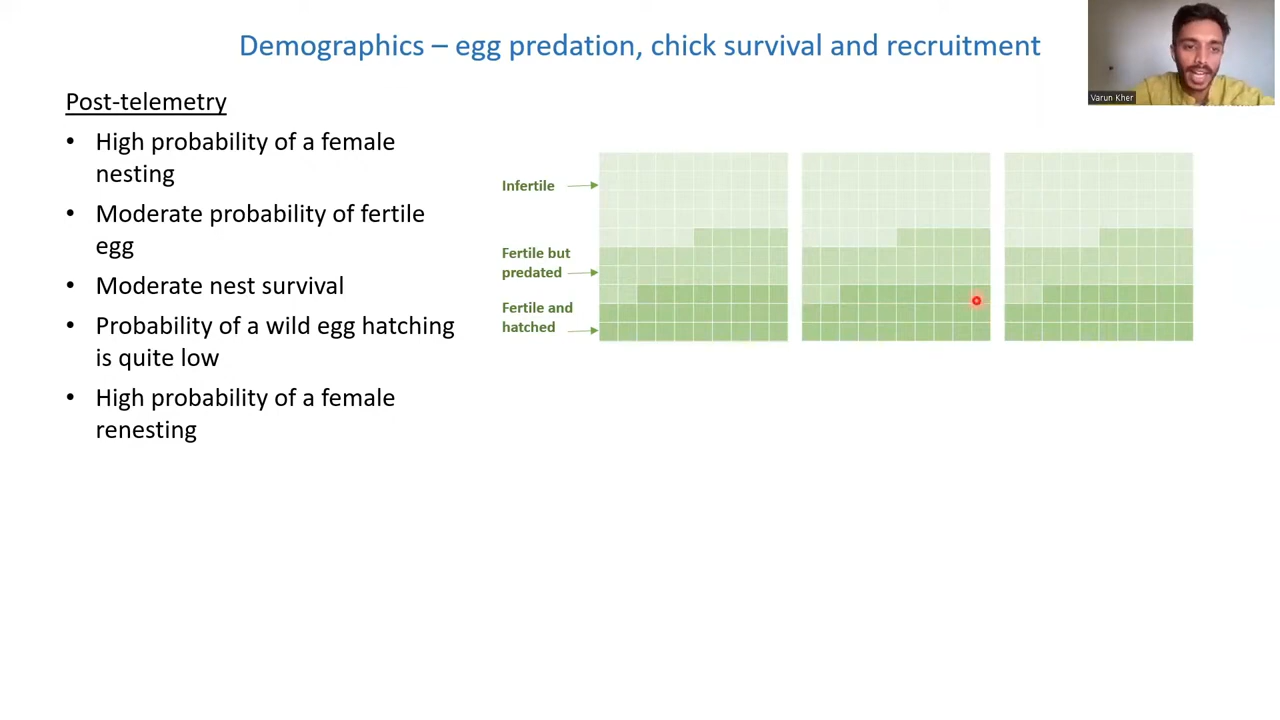 Demographics – egg predation, chick survival and recruitment
Varun Kher
Post-telemetry
• High probability of a female
nesting
• Moderate probability of fertile
egg
• Moderate nest survival
• Probability of a wild egg hatching
is quite low
• High probability of a female
renesting
Infertile
Fertile but
predated
Fertile and
hatched